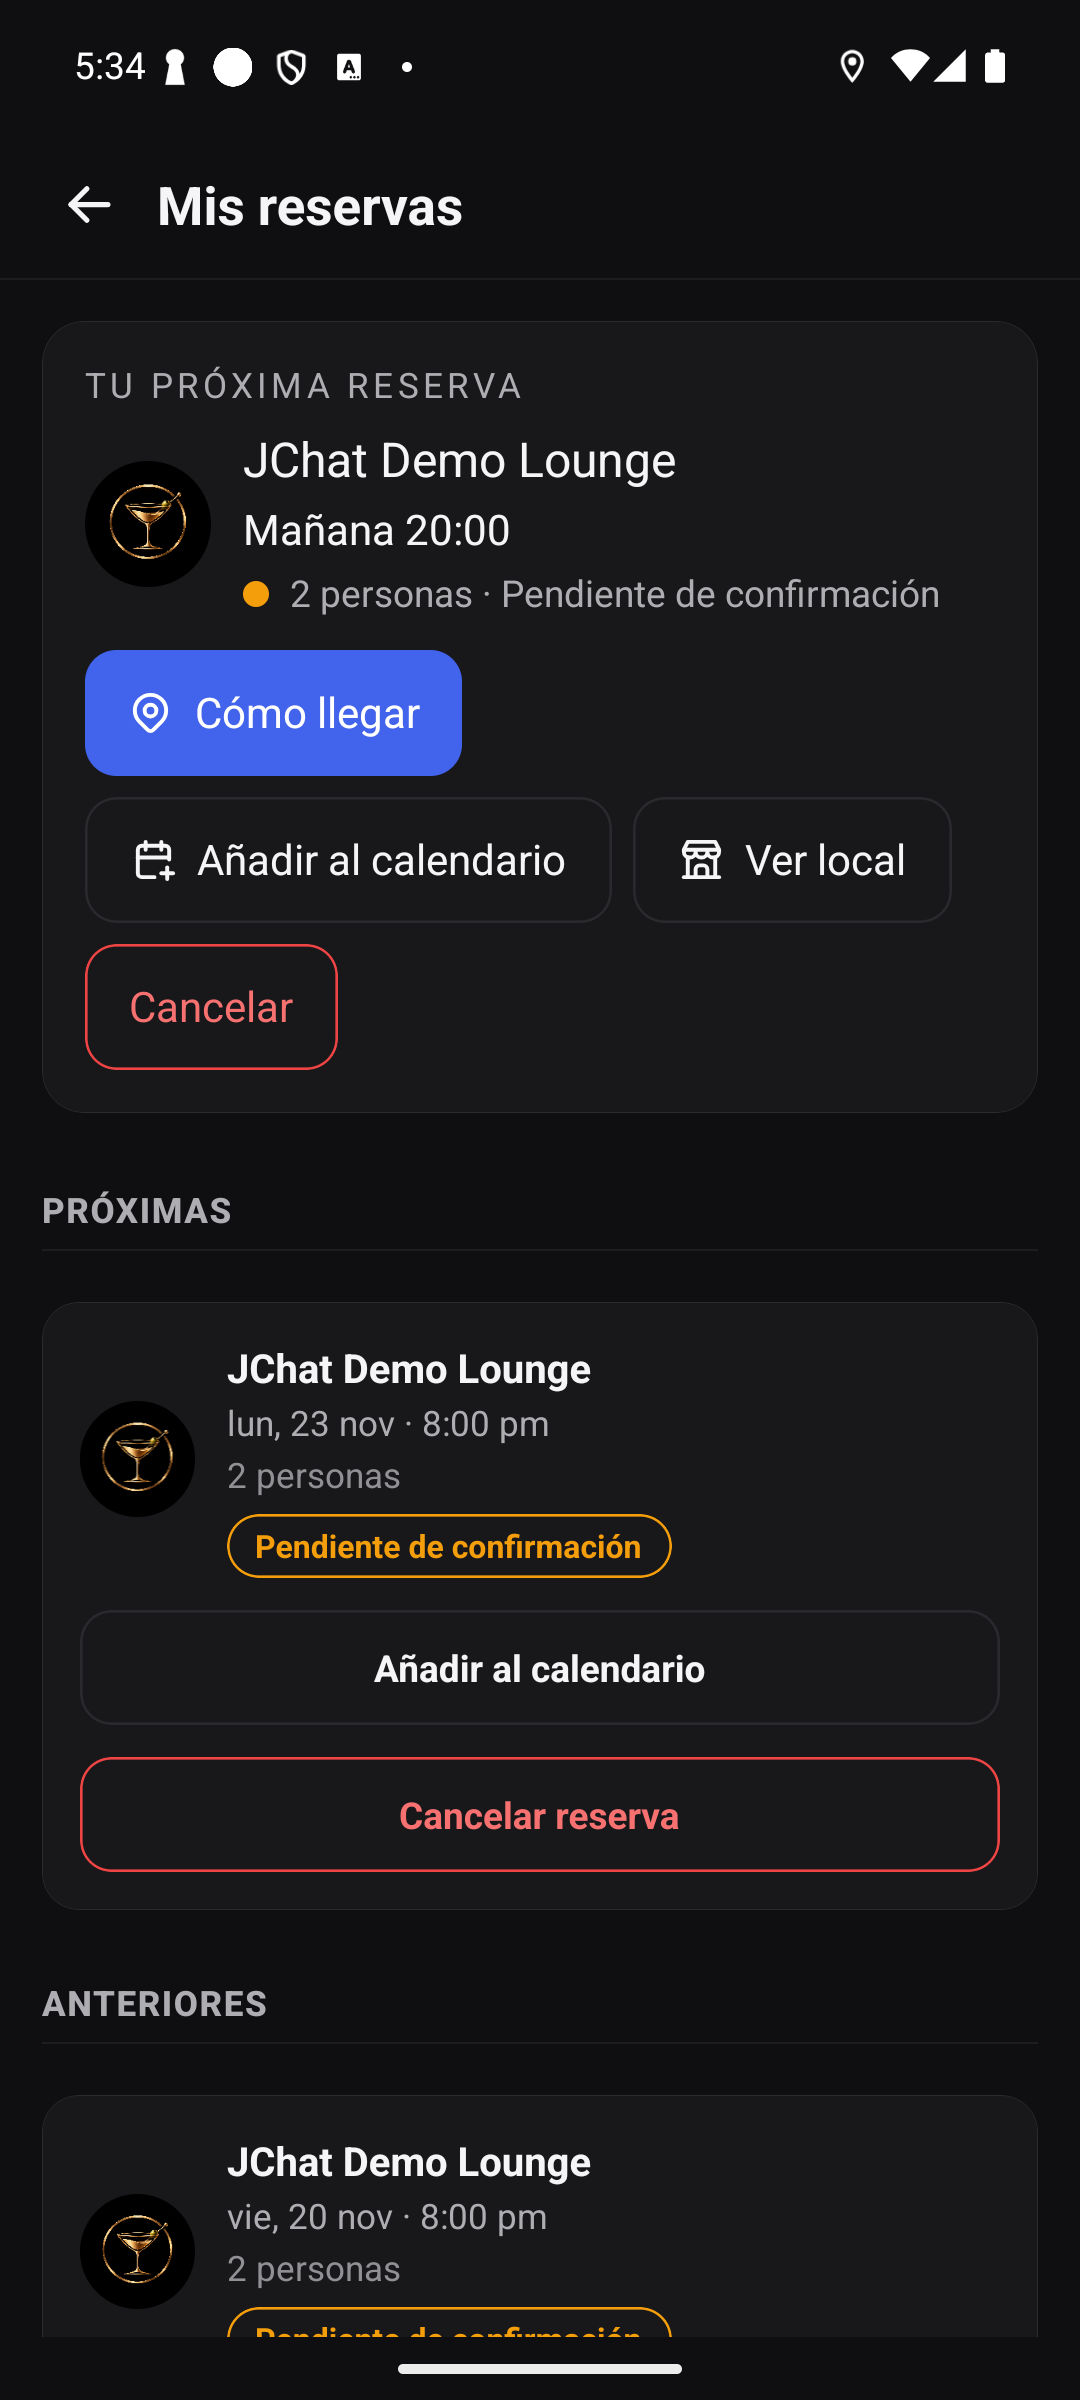 5:34
Mis reservas
TU PRÓXIMA RESERVA
JChat Demo Lounge
Mañana 20:00
2 personas · Pendiente de confirmación
Cómo llegar
Añadir al calendario
Ver local
Cancelar
PRÓXIMAS
JChat Demo Lounge
lun, 23 nov · 8:00 pm
2 personas
Pendiente de confirmación
Añadir al calendario
Cancelar reserva
ANTERIORES
JChat Demo Lounge
vie, 20 nov · 8:00 pm
2 personas
Pendiente de confirmación